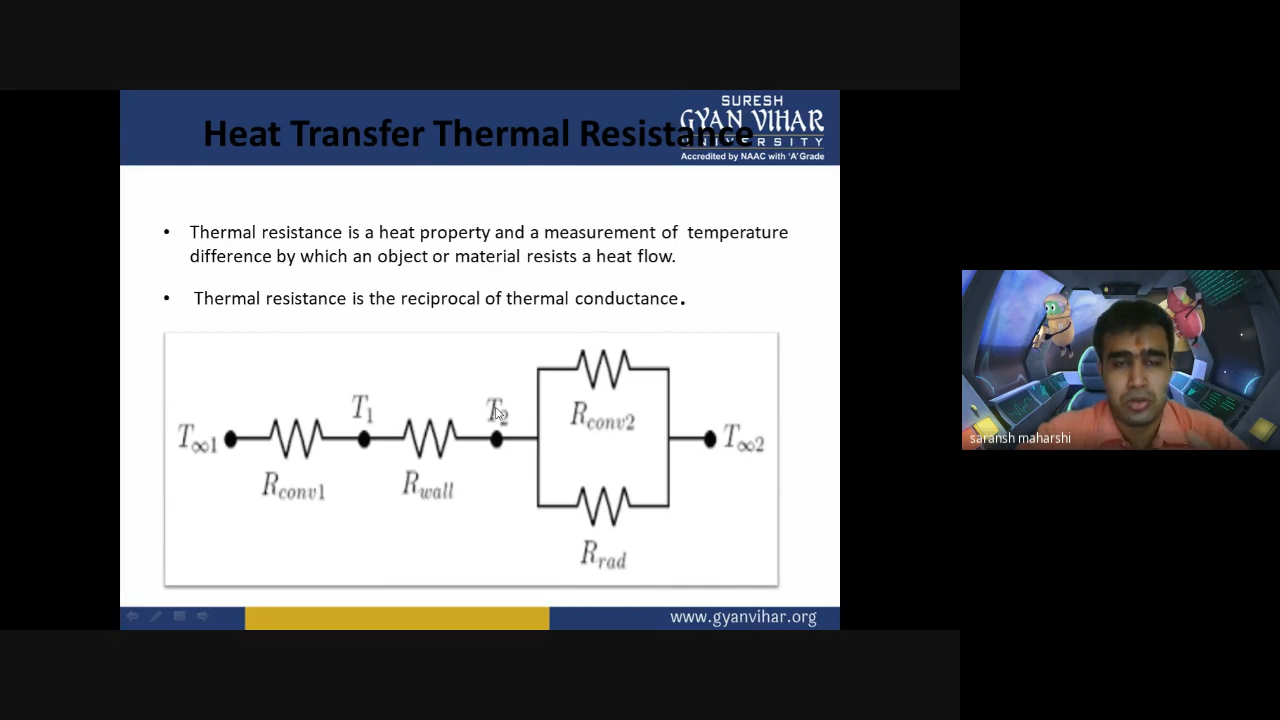 SURESH
GYAN VIHAR
UNIVERSITY
Accredited by NAAC with 'A' Grade
Heat Transfer Thermal Resistance
• Thermal resistance is a heat property and a measurement of temperature
difference by which an object or material resists a heat flow.
• Thermal resistance is the reciprocal of thermal conductance.
T∞1
Rconv1
T1
Rwall
T2
Rconv2
Rrad
T∞2
www.gyanvihar.org
saransh maharshi